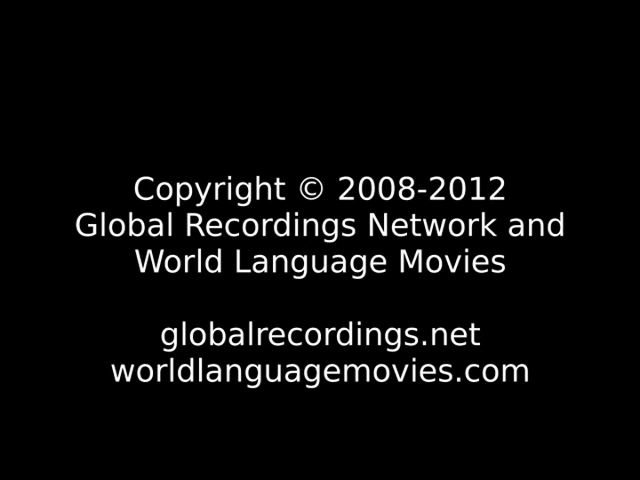 Copyright © 2008-2012
Global Recordings Network and
World Language Movies
globalrecordings.net
worldlanguagemovies.com